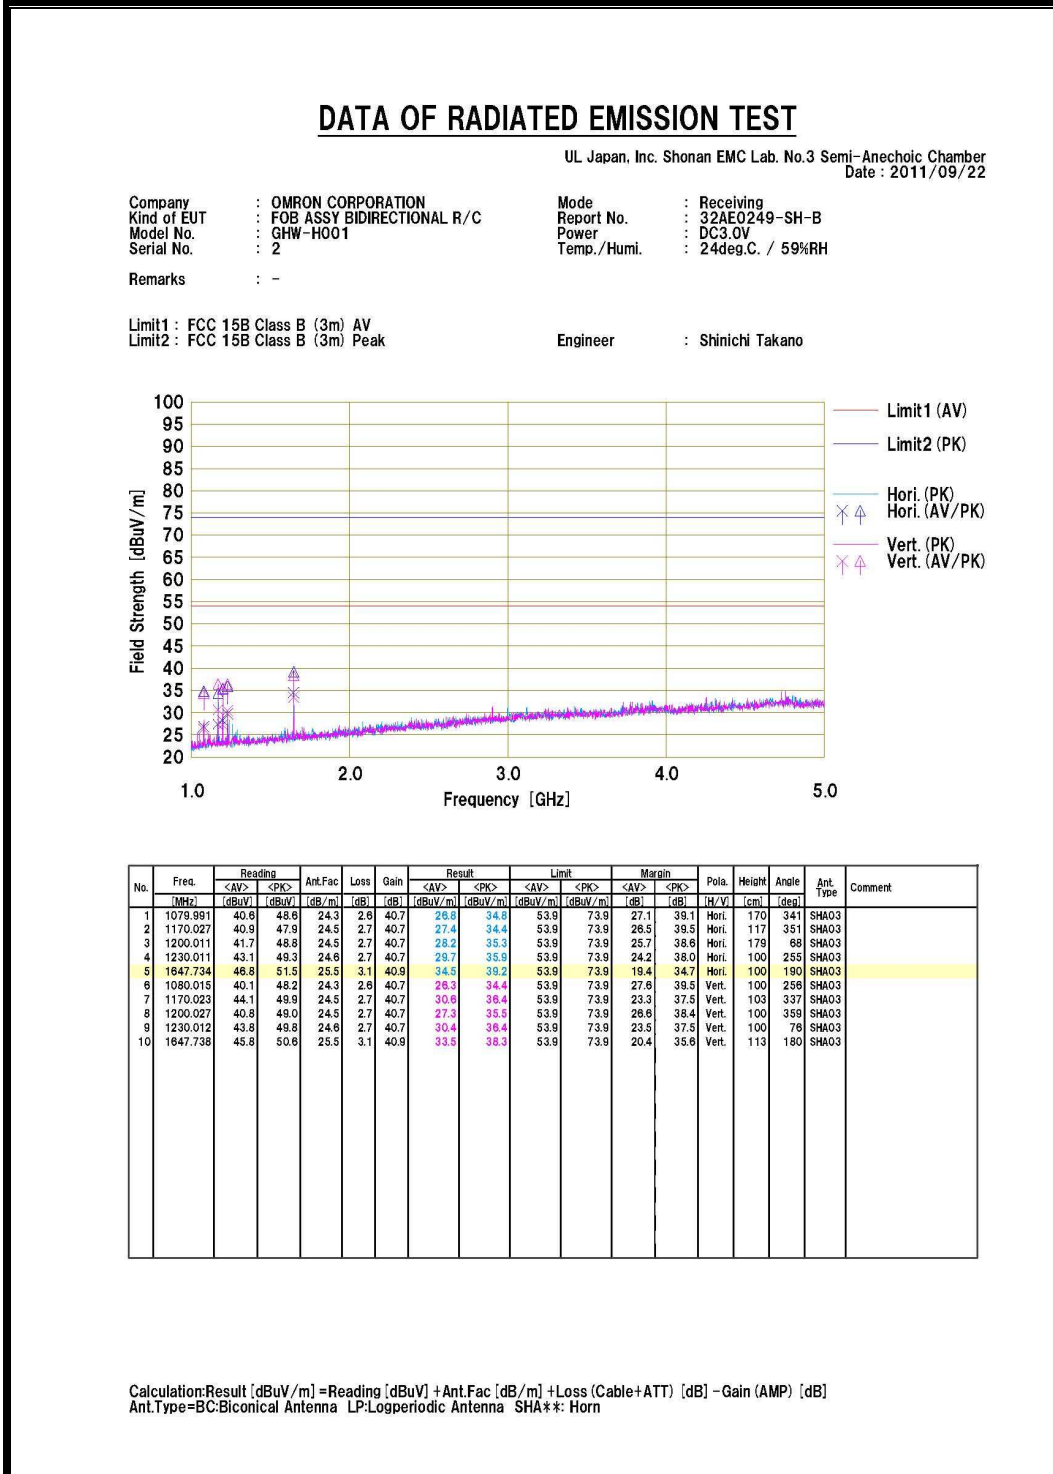 DATA OF RADIATED EMISSION TEST
UL Japan, Inc. Shonan EMC Lab. No.3 Semi-Anechoic Chamber
Date : 2011/09/22
Company : OMRON CORPORATION Mode : Receiving
Kind of EUT : FOB ASSY BIDIRECTIONAL R/C Report No. : 32AE0249-SH-B
Model No. : GHW-H001 Power : DC3.0V
Serial No. : 2 Temp./Humi. : 24deg.C. / 59%RH
Remarks : -
Limit1 : FCC 15B Class B (3m) AV
Limit2 : FCC 15B Class B (3m) Peak Engineer : Shinichi Takano
Field Strength [dBuV/m]
100
95
90
85
80
75
70
65
60
55
50
45
40
35
30
25
20
1.0 2.0 3.0 4.0 5.0
Frequency [GHz]
Limit1 (AV)
Limit2 (PK)
Hori. (PK)
Hori. (AV/PK)
Vert. (PK)
Vert. (AV/PK)
No. Freq. Reading Ant.Fac Loss Gain Result Limit Margin Pola. Height Angle Ant. Type Comment
<AV> <PK> <AV> <PK> <AV> <PK> <AV> <PK>
[MHz] [dBuV] [dBuV] [dB/m] [dB] [dB] [dBuV/m] [dBuV/m] [dBuV/m] [dBuV/m] [dB] [dB] [H/V] [cm] [deg]
1 1079.991 40.6 48.6 24.3 2.6 40.7 26.8 34.8 53.9 73.9 27.1 39.1 Hori. 170 341 SHA03
2 1170.027 40.9 47.9 24.5 2.7 40.7 27.4 34.4 53.9 73.9 26.5 39.5 Hori. 117 351 SHA03
3 1200.011 41.7 48.8 24.5 2.7 40.7 28.2 35.3 53.9 73.9 25.7 38.6 Hori. 179 68 SHA03
4 1230.011 43.1 49.3 24.6 2.7 40.7 29.7 35.9 53.9 73.9 24.2 38.0 Hori. 100 255 SHA03
5 1647.734 46.8 51.5 25.5 3.1 40.9 34.5 39.2 53.9 73.9 19.4 34.7 Hori. 100 190 SHA03
6 1080.015 40.1 48.2 24.3 2.6 40.7 26.3 34.4 53.9 73.9 27.6 39.5 Vert. 100 256 SHA03
7 1170.023 44.1 49.9 24.5 2.7 40.7 30.6 36.4 53.9 73.9 23.3 37.5 Vert. 103 337 SHA03
8 1200.027 40.8 49.0 24.5 2.7 40.7 27.3 35.5 53.9 73.9 26.6 38.4 Vert. 100 359 SHA03
9 1230.012 43.8 49.8 24.6 2.7 40.7 30.4 36.4 53.9 73.9 23.5 37.5 Vert. 100 76 SHA03
10 1647.738 45.8 50.6 25.5 3.1 40.9 33.5 38.3 53.9 73.9 20.4 35.6 Vert. 113 180 SHA03
Calculation:Result [dBuV/m] =Reading [dBuV] +Ant.Fac [dB/m] +Loss (Cable+ATT) [dB] -Gain (AMP) [dB]
Ant.Type=BC:Biconical Antenna LP:Logperiodic Antenna SHA**: Horn